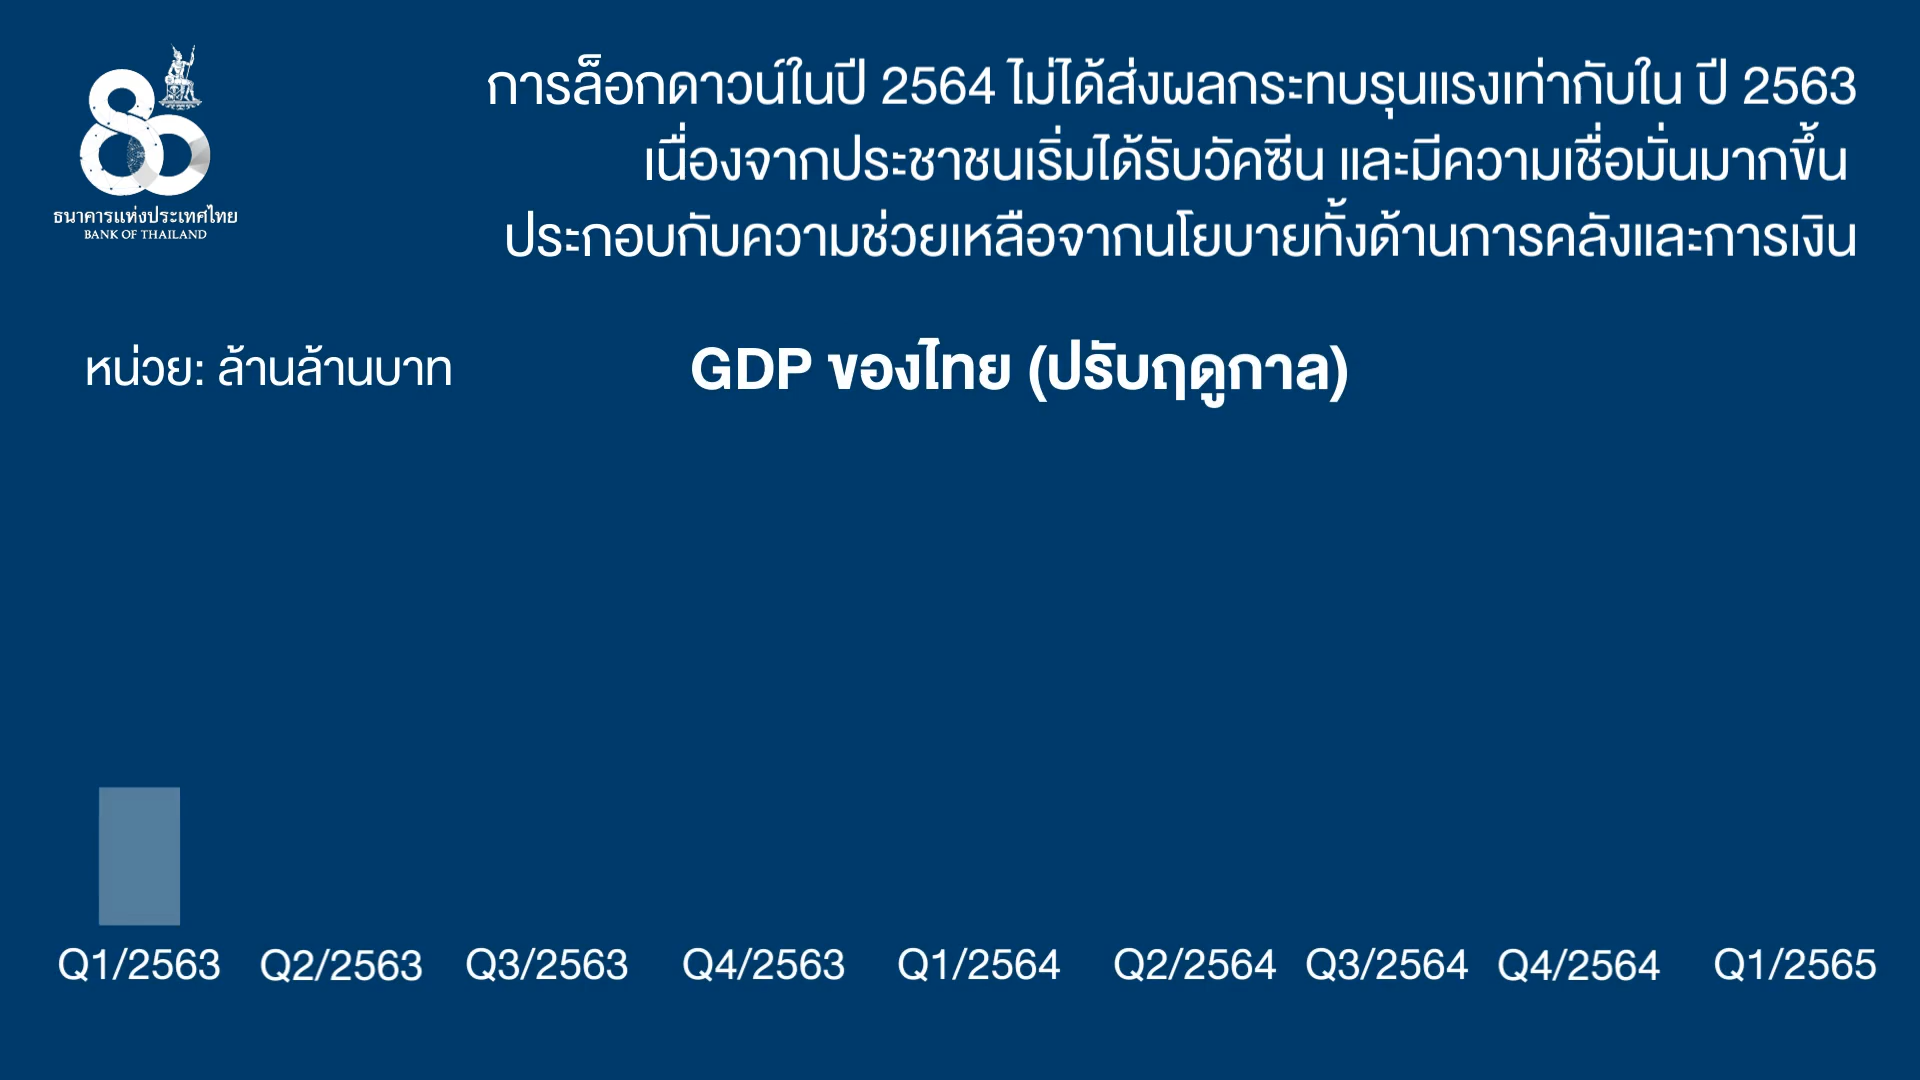 ธนาคารแห่งประเทศไทย
BANK OF THAILAND
การล็อกดาวน์ในปี 2564 ไม่ได้ส่งผลกระทบรุนแรงเท่ากับใน ปี 2563
เนื่องจากประชาชนเริ่มได้รับวัคซีน และมีความเชื่อมั่นมากขึ้น
ประกอบกับความช่วยเหลือจากนโยบายทั้งด้านการคลังและการเงิน
หน่วย: ล้านล้านบาท
GDP ของไทย (ปรับฤดูกาล)
Q1/2563 Q2/2563 Q3/2563 Q4/2563 Q1/2564 Q2/2564 Q3/2564 Q4/2564 Q1/2565